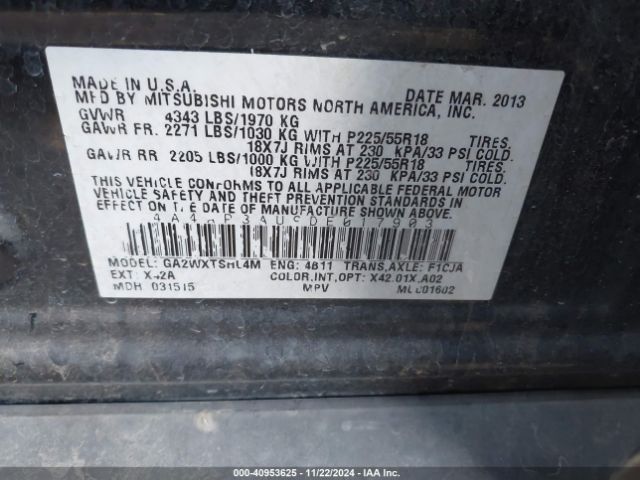 MADE IN U.S.A. DATE MAR. 2013
MFD BY MITSUBISHI MOTORS NORTH AMERICA, INC.
GVWR 4343 LBS/1970 KG
GAWR FR. 2271 LBS/1030 KG WITH P225/55R18 TIRES.
18X7J RIMS AT 230 KPA/33 PSI COLD.
GAWR RR 2205 LBS/1000 KG WITH P225/55R18 TIRES.
18X7J RIMS AT 230 KPA/33 PSI COLD.
THIS VEHICLE CONFORMS TO ALL APPLICABLE FEDERAL MOTOR
VEHICLE SAFETY AND THEFT PREVENTION STANDARDS IN
EFFECT ON THE DATE OF MANUFACTURE SHOWN ABOVE.
MODEL: GA2WXTSHL4M ENG: 4B11 TRANS,AXLE: F1CJA
EXT: X42A COLOR,INT,OPT: X42.01X.A02
MDH 031515 MPV
000-40953625 - 11/22/2024 - IAA Inc.